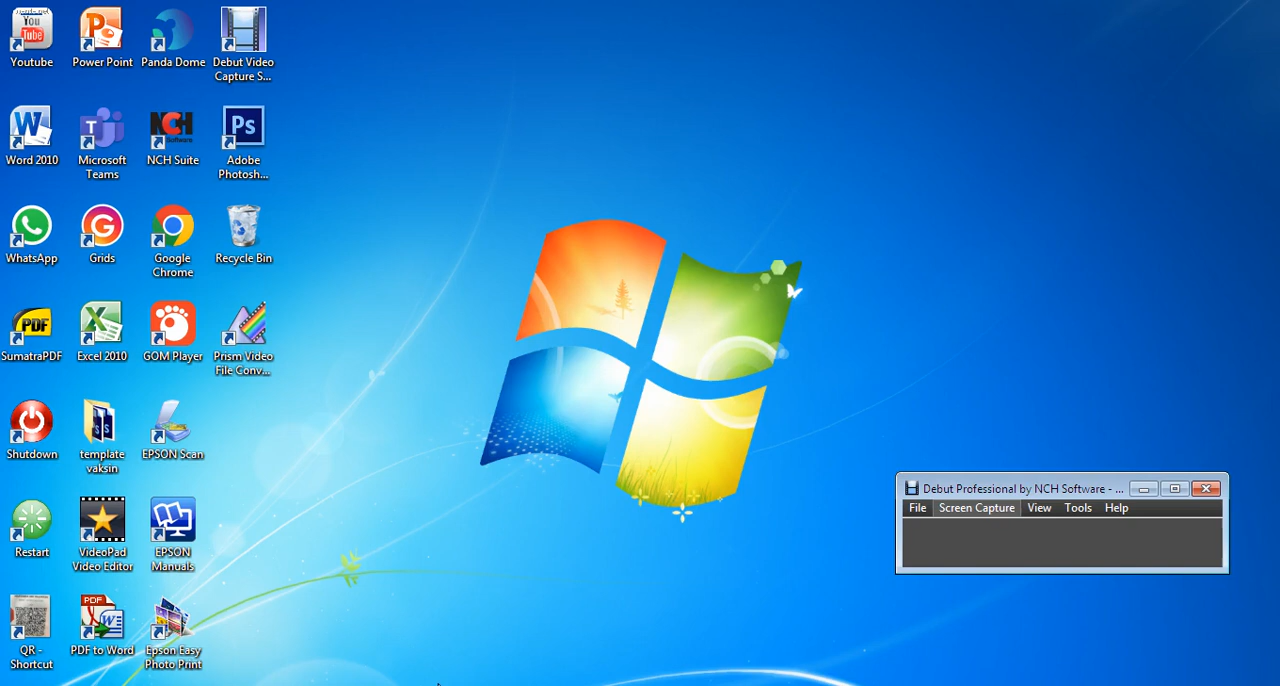 You
Tube
Youtube
Power Point
Panda Dome
Debut Video
Capture S...
W
Word 2010
T
Microsoft
Teams
NCH
Software
NCH Suite
Ps
Adobe
Photosh...
WhatsApp
G
Grids
Google
Chrome
Recycle Bin
PDF
SumatraPDF
X
Excel 2010
GOM Player
Prism Video
File Conv...
Shutdown
template
vaksin
EPSON Scan
Restart
VideoPad
Video Editor
EPSON
Manuals
QR -
Shortcut
PDF
W
PDF to Word
Epson Easy
Photo Print
Debut Professional by NCH Software - ...
File Screen Capture View Tools Help